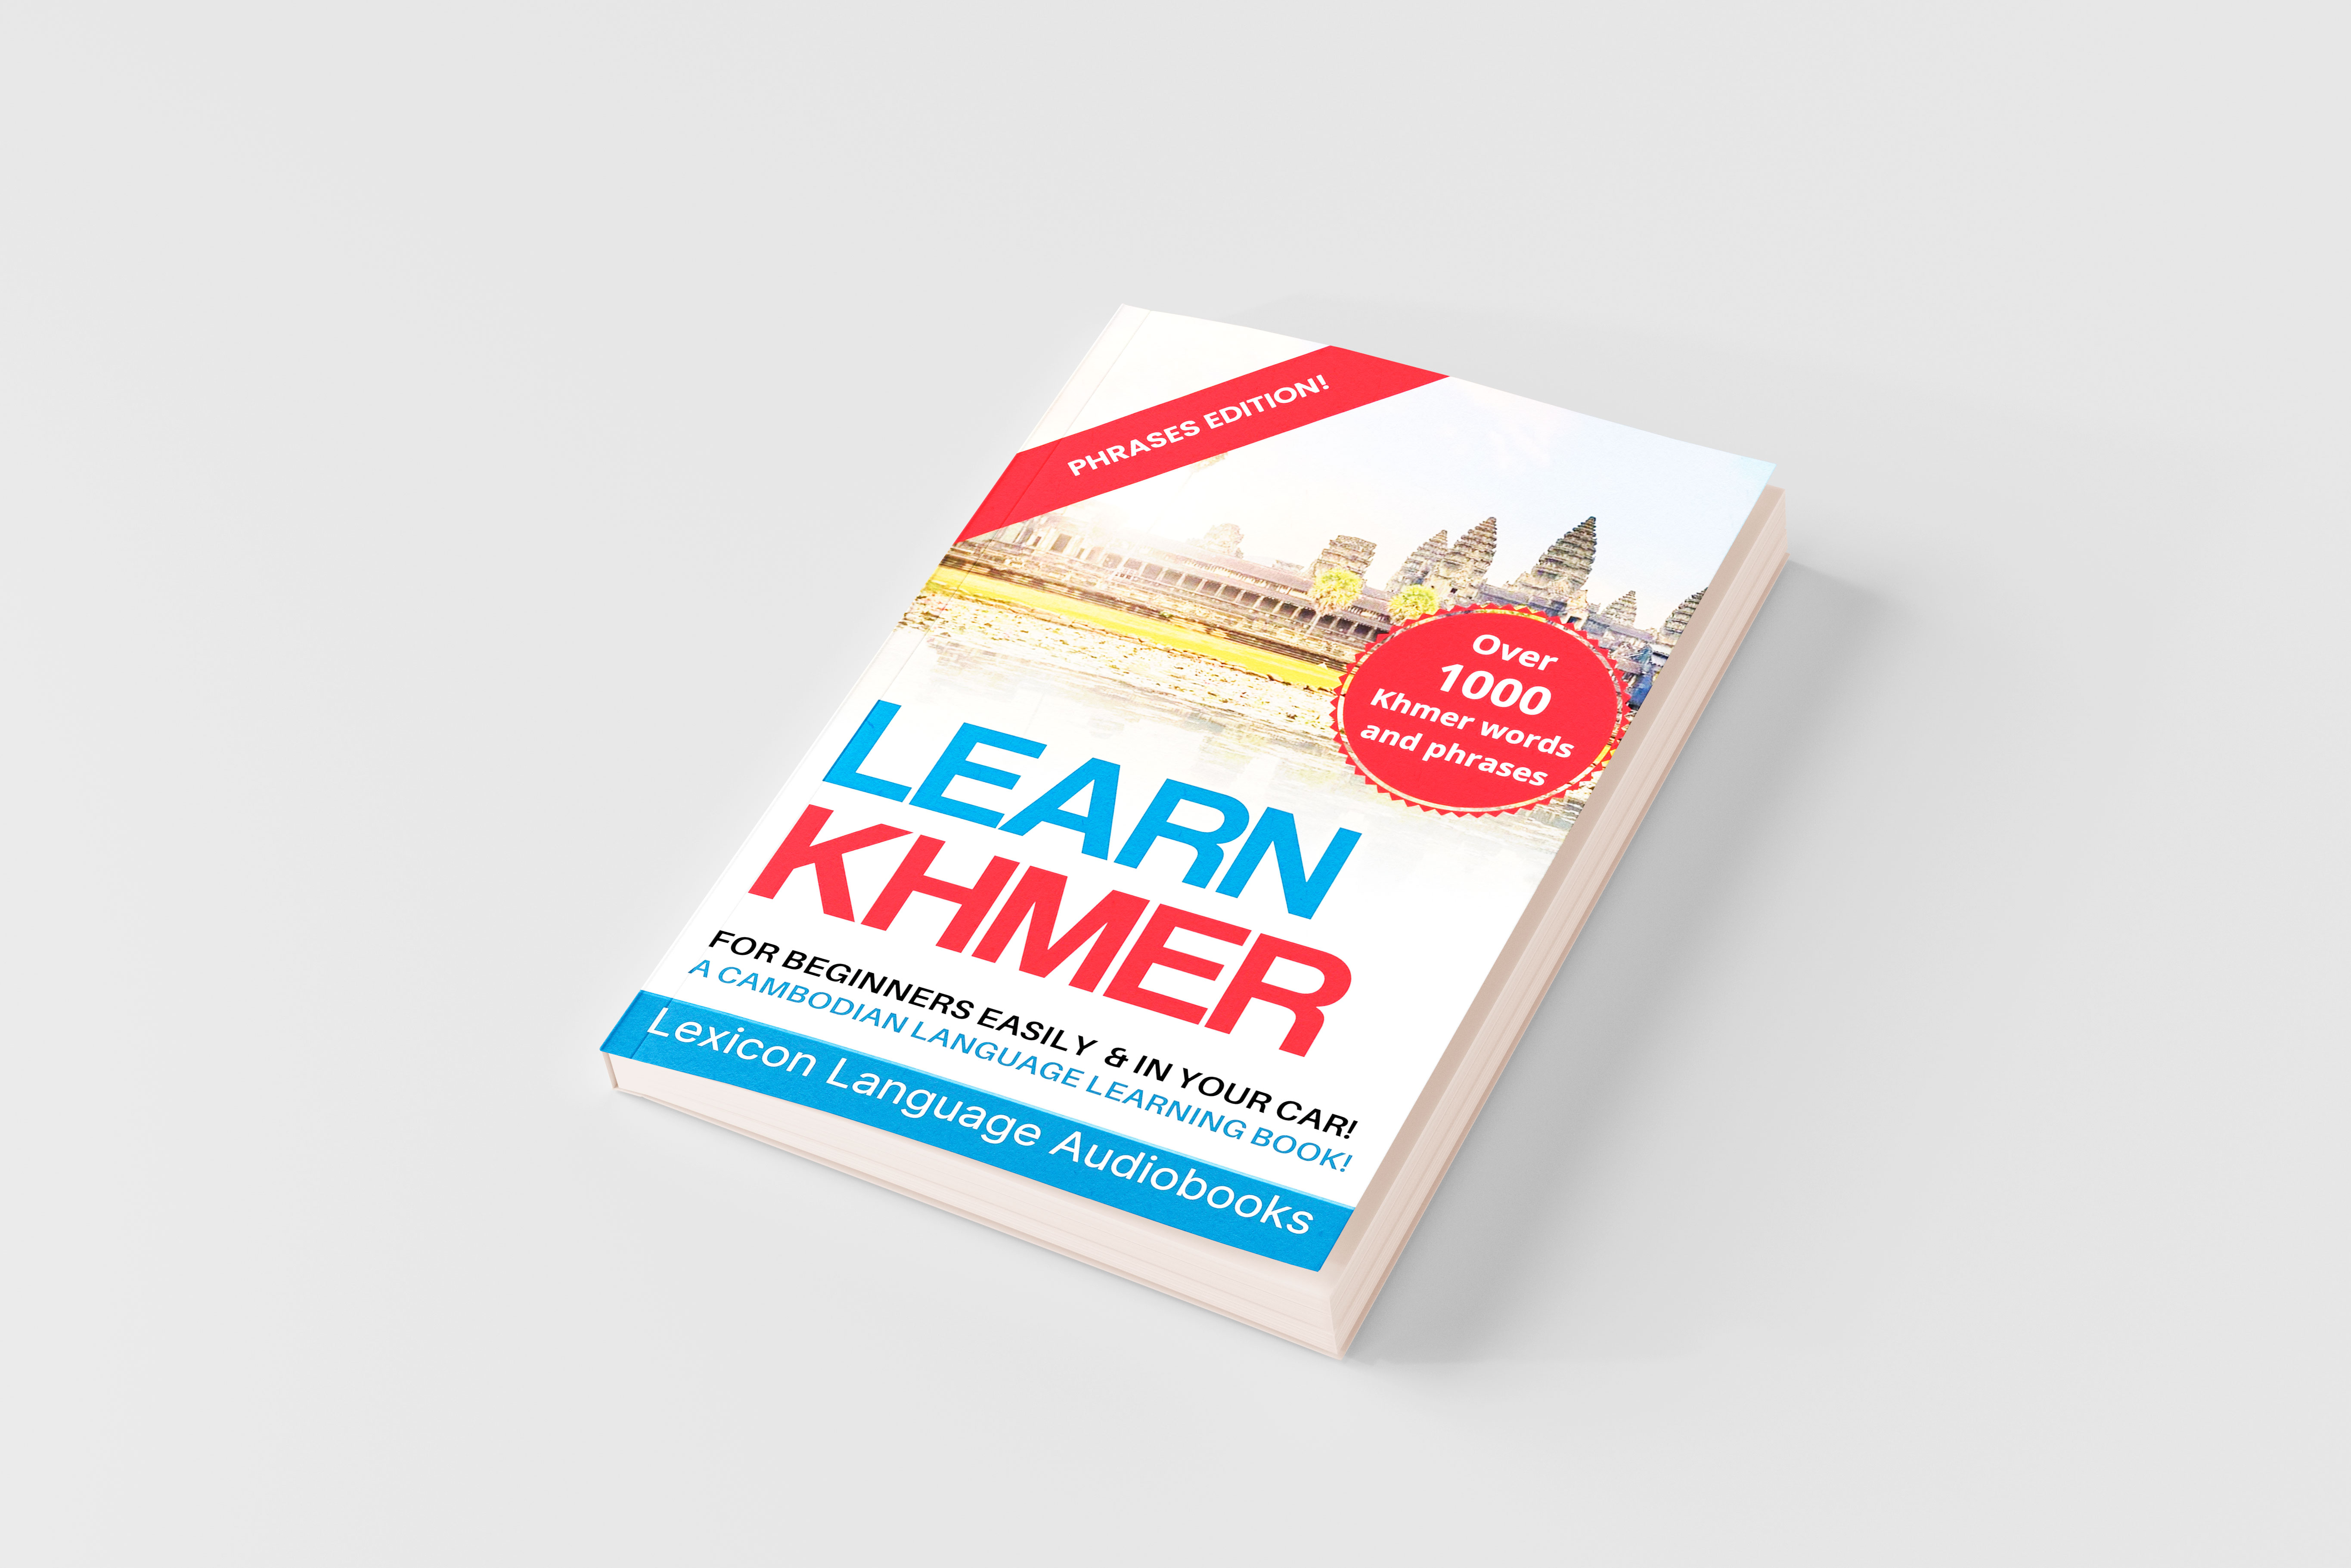 PHRASES EDITION!
Over
1000
Khmer words
and phrases
LEARN
KHMER
FOR BEGINNERS EASILY & IN YOUR CAR!
A CAMBODIAN LANGUAGE LEARNING BOOK!
Lexicon Language Audiobooks